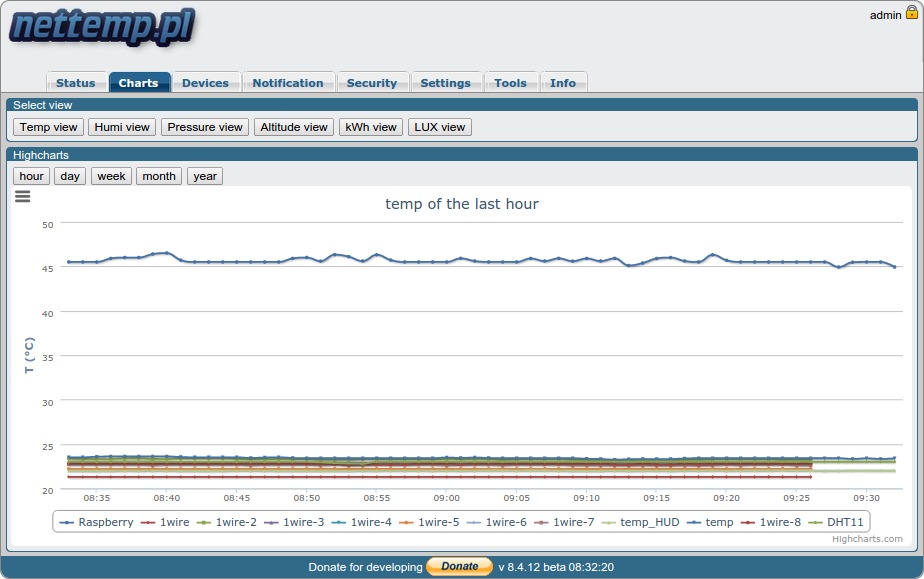 nettemp.pl
admin
Status Charts Devices Notification Security Settings Tools Info
Select view
Temp view Humi view Pressure view Altitude view kWh view LUX view
Highcharts
hour day week month year
temp of the last hour
50
45
40
35
30
25
20
T (°C)
08:35 08:40 08:45 08:50 08:55 09:00 09:05 09:10 09:15 09:20 09:25 09:30
Raspberry 1wire 1wire-2 1wire-3 1wire-4 1wire-5 1wire-6 1wire-7 temp_HUD temp 1wire-8 DHT11
Highcharts.com
Donate for developing Donate v 8.4.12 beta 08:32:20